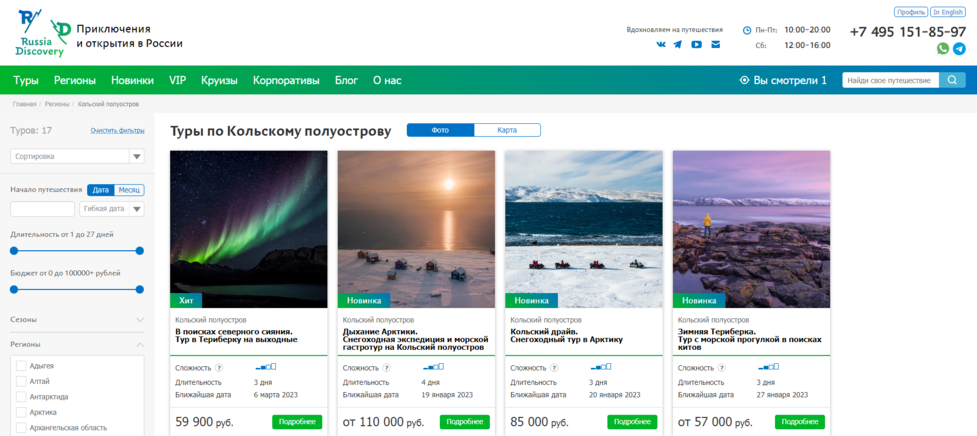 Russia
Discovery
Приключения
и открытия в России
Вдохновляем на путешествия
Пн-Пт: 10:00-20:00
Сб: 12:00-16:00
Профиль
In English
+7 495 151-85-97
Туры
Регионы
Новинки
VIP
Круизы
Корпоративы
Блог
О нас
Вы смотрели 1
Найди свое путешествие
Главная / Регионы / Кольский полуостров
Туров: 17
Очистить фильтры
Сортировка
Начало путешествия
Дата
Месяц
Гибкая дата
Длительность от 1 до 27 дней
Бюджет от 0 до 100000+ рублей
Сезоны
Регионы
Адыгея
Алтай
Антарктида
Арктика
Архангельская область
Туры по Кольскому полуострову
Фото
Карта
Хит
Кольский полуостров
В поисках северного сияния.
Тур в Териберку на выходные
Сложность ?
Длительность 3 дня
Ближайшая дата 6 марта 2023
59 900 руб.
Подробнее
Новинка
Кольский полуостров
Дыхание Арктики.
Снегоходная экспедиция и морской
гастротур на Кольский полуостров
Сложность ?
Длительность 4 дня
Ближайшая дата 19 января 2023
от 110 000 руб.
Подробнее
Новинка
Кольский полуостров
Кольский драйв.
Снегоходный тур в Арктику
Сложность ?
Длительность 3 дня
Ближайшая дата 20 января 2023
85 000 руб.
Подробнее
Новинка
Кольский полуостров
Зимняя Териберка.
Тур с морской прогулкой в поисках
китов
Сложность ?
Длительность 3 дня
Ближайшая дата 27 января 2023
от 57 000 руб.
Подробнее